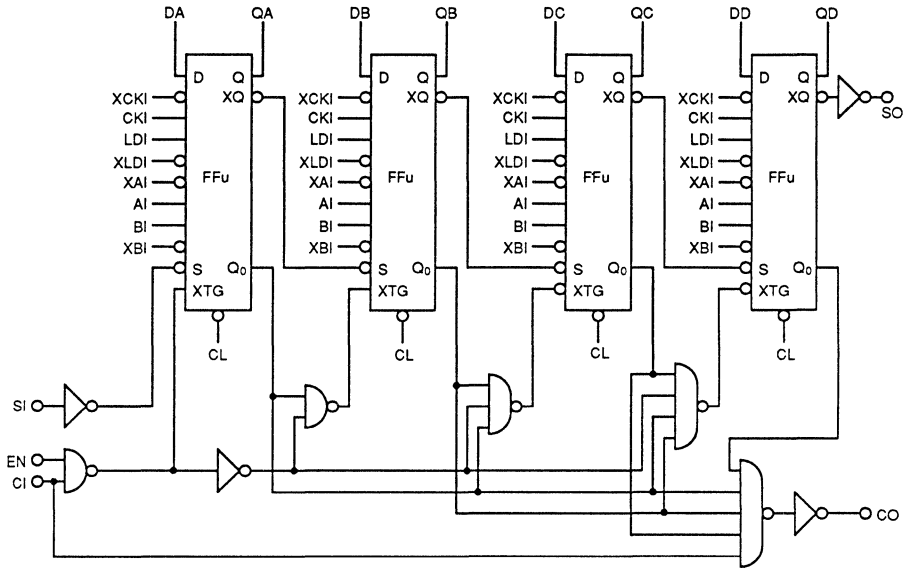 DA QA DB QB DC QC DD QD
D Q D Q D Q D Q
XCKI XQ XCKI XQ XCKI XQ XCKI XQ
SO
CKI CKI CKI CKI
LDI LDI LDI LDI
XLDI XLDI XLDI XLDI
FFu FFu FFu FFu
XAI XAI XAI XAI
AI AI AI AI
BI BI BI BI
XBI XBI XBI XBI
S Q0 S Q0 S Q0 S Q0
XTG XTG XTG XTG
CL CL CL CL
SI
EN
CI
CO